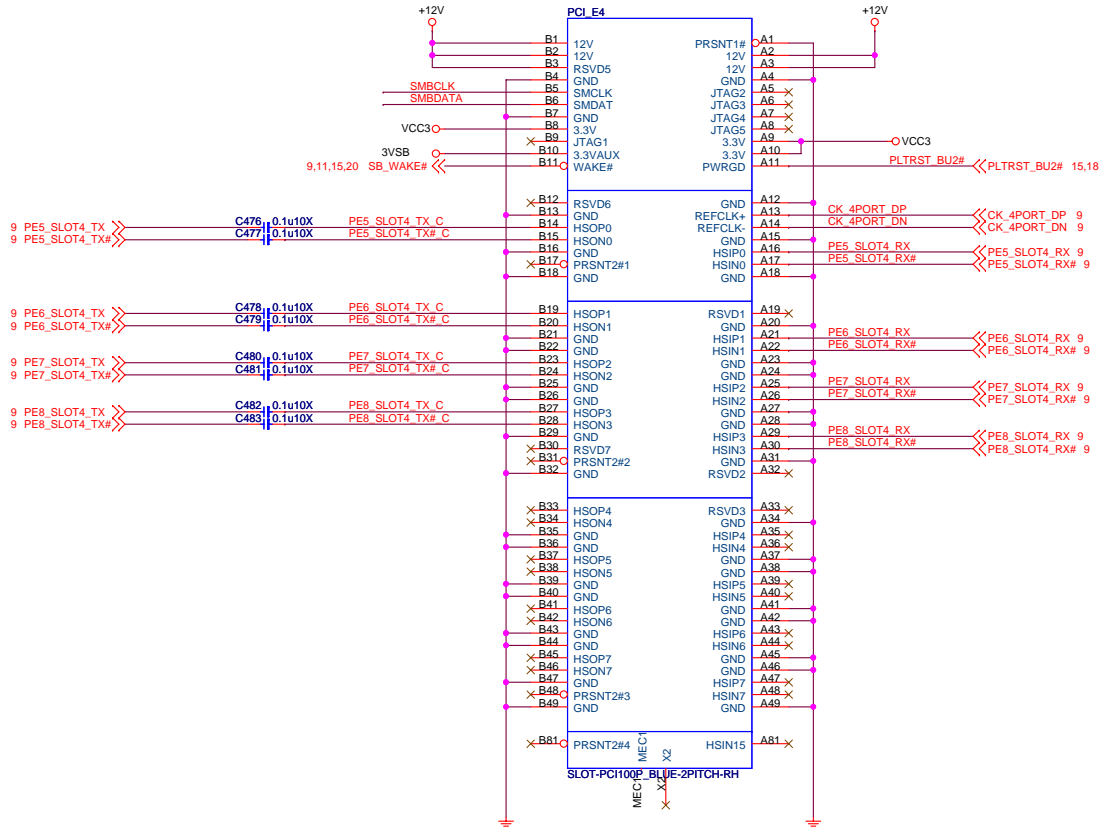 +12V PCI_E4 +12V
B1 12V PRSNT1# A1
B2 12V 12V A2
B3 RSVD5 12V A3
B4 GND GND A4
SMBCLK B5 SMCLK JTAG2 A5
SMBDATA B6 SMDAT JTAG3 A6
B7 GND JTAG4 A7
VCC3 B8 3.3V JTAG5 A8
B9 JTAG1 3.3V A9 VCC3
3VSB B10 3.3VAUX 3.3V A10
9,11,15,20 SB_WAKE# B11 WAKE# PWRGD A11 PLTRST_BU2# PLTRST_BU2# 15,18
B12 RSVD6 GND A12
B13 GND REFCLK+ A13 CK_4PORT_DP CK_4PORT_DP 9
9 PE5_SLOT4_TX C476 0.1u10X PE5_SLOT4_TX_C B14 HSOP0 REFCLK- A14 CK_4PORT_DN CK_4PORT_DN 9
9 PE5_SLOT4_TX# C477 0.1u10X PE5_SLOT4_TX#_C B15 HSON0 GND A15
B16 GND HSIP0 A16 PE5_SLOT4_RX PE5_SLOT4_RX 9
B17 PRSNT2#1 HSIN0 A17 PE5_SLOT4_RX# PE5_SLOT4_RX# 9
B18 GND GND A18
9 PE6_SLOT4_TX C478 0.1u10X PE6_SLOT4_TX_C B19 HSOP1 RSVD1 A19
9 PE6_SLOT4_TX# C479 0.1u10X PE6_SLOT4_TX#_C B20 HSON1 GND A20
B21 GND HSIP1 A21 PE6_SLOT4_RX PE6_SLOT4_RX 9
B22 GND HSIN1 A22 PE6_SLOT4_RX# PE6_SLOT4_RX# 9
9 PE7_SLOT4_TX C480 0.1u10X PE7_SLOT4_TX_C B23 HSOP2 GND A23
9 PE7_SLOT4_TX# C481 0.1u10X PE7_SLOT4_TX#_C B24 HSON2 GND A24
B25 GND HSIP2 A25 PE7_SLOT4_RX PE7_SLOT4_RX 9
B26 GND HSIN2 A26 PE7_SLOT4_RX# PE7_SLOT4_RX# 9
9 PE8_SLOT4_TX C482 0.1u10X PE8_SLOT4_TX_C B27 HSOP3 GND A27
9 PE8_SLOT4_TX# C483 0.1u10X PE8_SLOT4_TX#_C B28 HSON3 GND A28
B29 GND HSIP3 A29 PE8_SLOT4_RX PE8_SLOT4_RX 9
B30 RSVD7 HSIN3 A30 PE8_SLOT4_RX# PE8_SLOT4_RX# 9
B31 PRSNT2#2 GND A31
B32 GND RSVD2 A32
B33 HSOP4 RSVD3 A33
B34 HSON4 GND A34
B35 GND HSIP4 A35
B36 GND HSIN4 A36
B37 HSOP5 GND A37
B38 HSON5 GND A38
B39 GND HSIP5 A39
B40 GND HSIN5 A40
B41 HSOP6 GND A41
B42 HSON6 GND A42
B43 GND HSIP6 A43
B44 GND HSIN6 A44
B45 HSOP7 GND A45
B46 HSON7 GND A46
B47 GND HSIP7 A47
B48 PRSNT2#3 HSIN7 A48
B49 GND GND A49
B81 PRSNT2#4 MEC1 X2 HSIN15 A81
SLOT-PCI100P_BLUE-2PITCH-RH
MEC1 X2